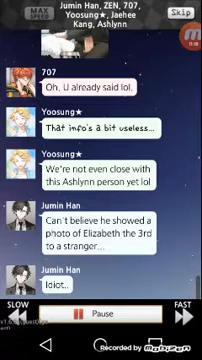 Jumin Han, ZEN, 707,
Yoosung★, Jaehee
Kang, Ashlynn
MAX
SPEED
Skip
707
Oh, U already said lol.
Yoosung★
That info's a bit useless...
Yoosung★
We're not even close with
this Ashlynn person yet lol
Jumin Han
Can't believe he showed a
photo of Elizabeth the 3rd
to a stranger...
Jumin Han
Idiot..
SLOW
Pause
FAST
Recorded by